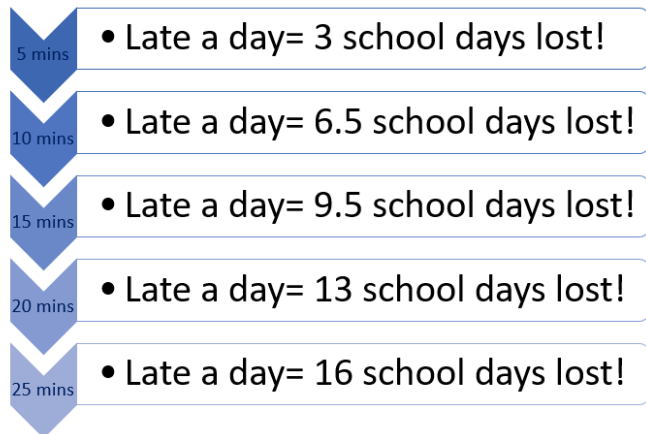 5 mins
• Late a day= 3 school days lost!
10 mins
• Late a day= 6.5 school days lost!
15 mins
• Late a day= 9.5 school days lost!
20 mins
• Late a day= 13 school days lost!
25 mins
• Late a day= 16 school days lost!